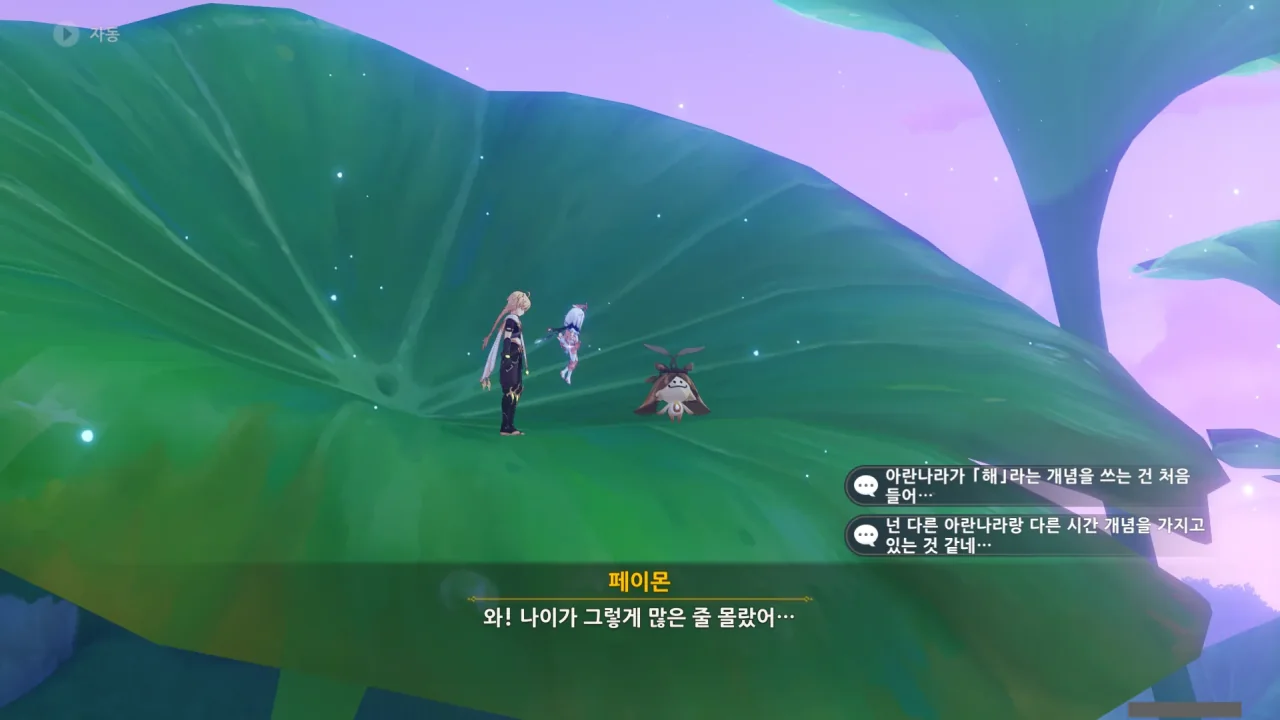 자동
아란나라가 「해」라는 개념을 쓰는 건 처음
들어…
넌 다른 아란나라랑 다른 시간 개념을 가지고
있는 것 같네…
페이몬
와! 나이가 그렇게 많은 줄 몰랐어…